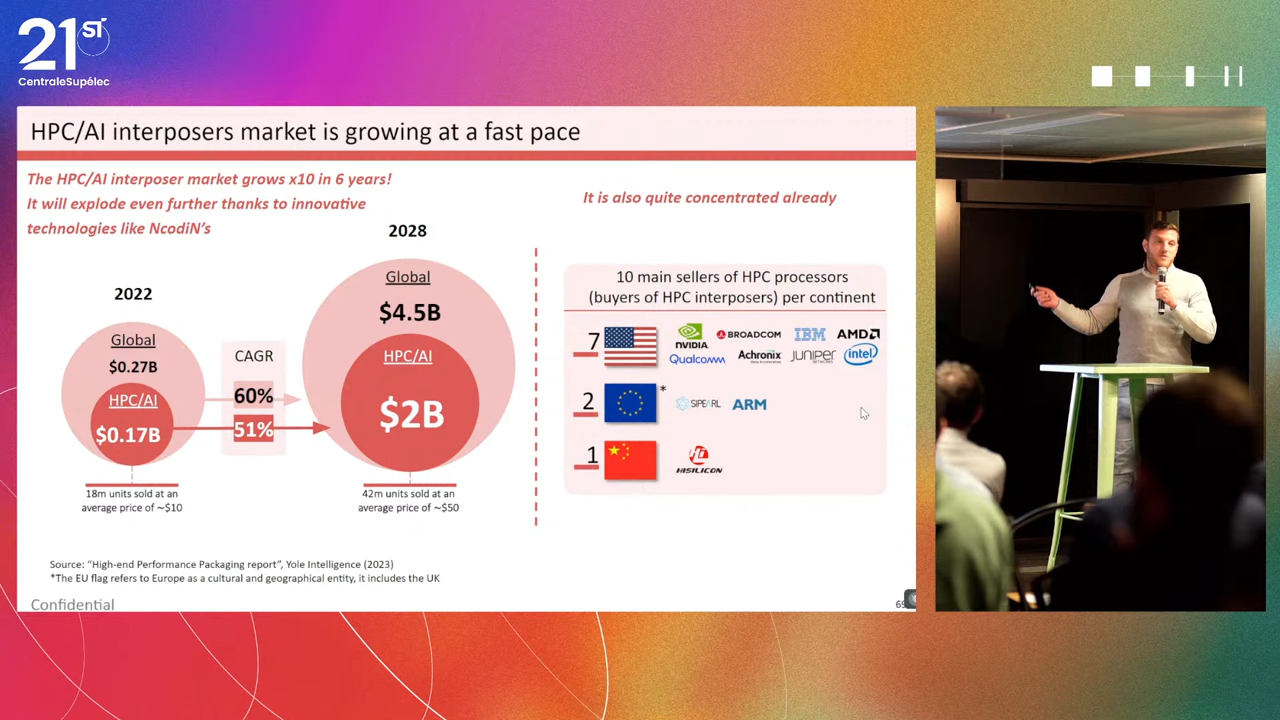 21st
CentraleSupélec
HPC/AI interposers market is growing at a fast pace
The HPC/AI interposer market grows x10 in 6 years!
It will explode even further thanks to innovative
technologies like NcodiN's
2022
Global
$0.27B
HPC/AI
$0.17B
18m units sold at an
average price of ~$10
CAGR
60%
51%
2028
Global
$4.5B
HPC/AI
$2B
42m units sold at an
average price of ~$50
It is also quite concentrated already
10 main sellers of HPC processors
(buyers of HPC interposers) per continent
7
NVIDIA BROADCOM IBM AMD
Qualcomm Achronix JUNIPER NETWORKS intel
2 *
SIPEARL ARM
1
HISILICON
Source: "High-end Performance Packaging report", Yole Intelligence (2023)
*The EU flag refers to Europe as a cultural and geographical entity, it includes the UK
Confidential